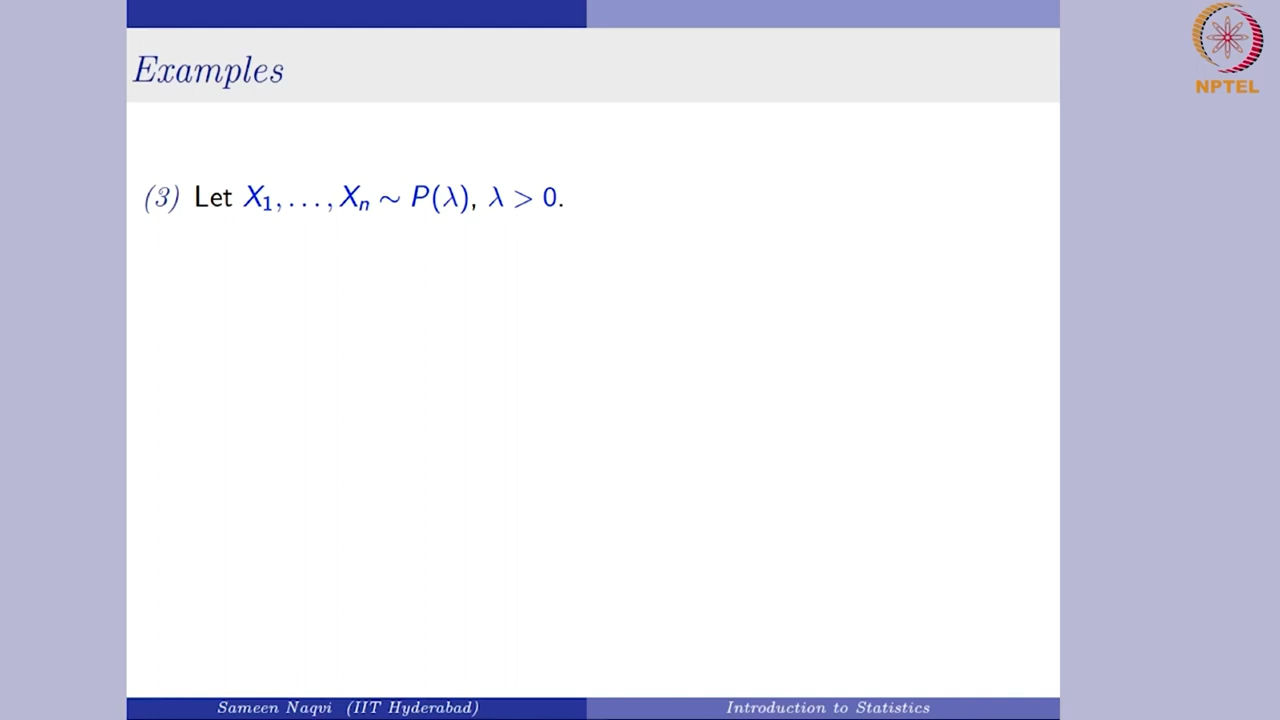 NPTEL
Examples
(3) Let X₁, . . . , Xₙ ∼ P(λ), λ > 0.
Sameen Naqvi (IIT Hyderabad)
Introduction to Statistics